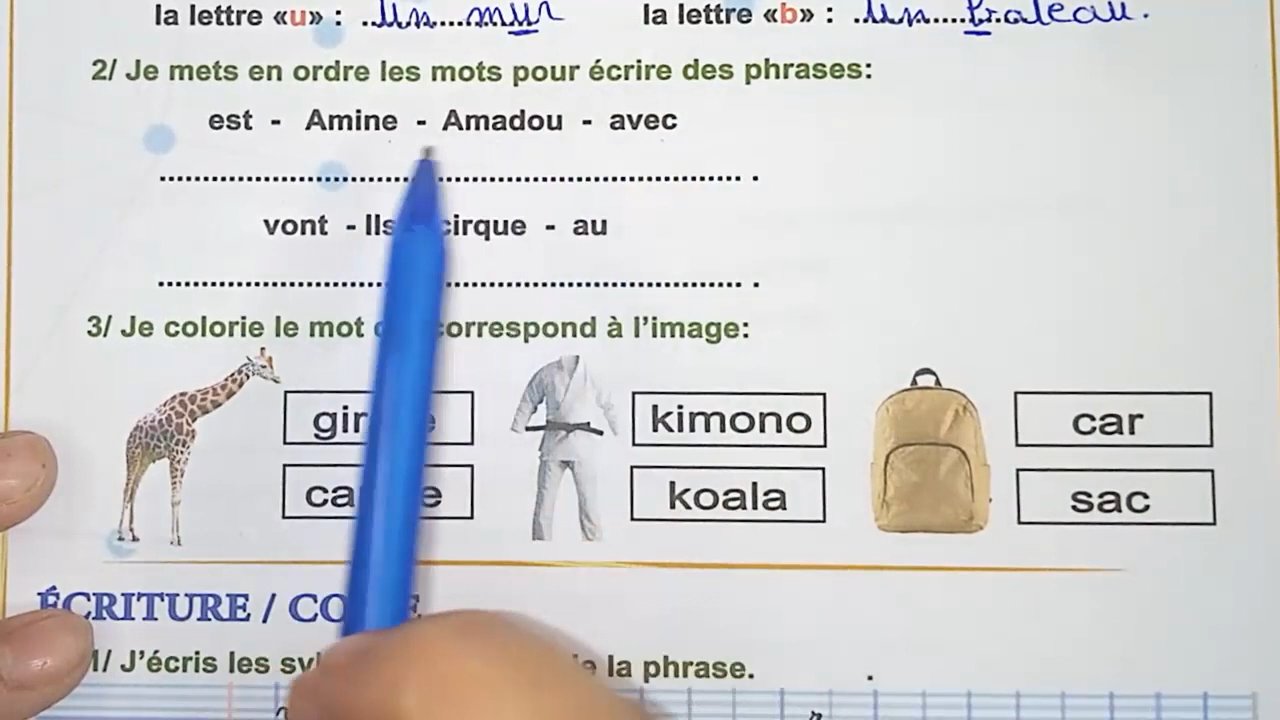 la lettre «u» : ..Un....mur
la lettre «b» : ..Un....bateau.
2/ Je mets en ordre les mots pour écrire des phrases:
est - Amine - Amadou - avec
vont - Ils cirque - au
3/ Je colorie le mot correspond à l'image:
kimono
car
koala
sac
ÉCRITURE /
1/ J'écris les la phrase.